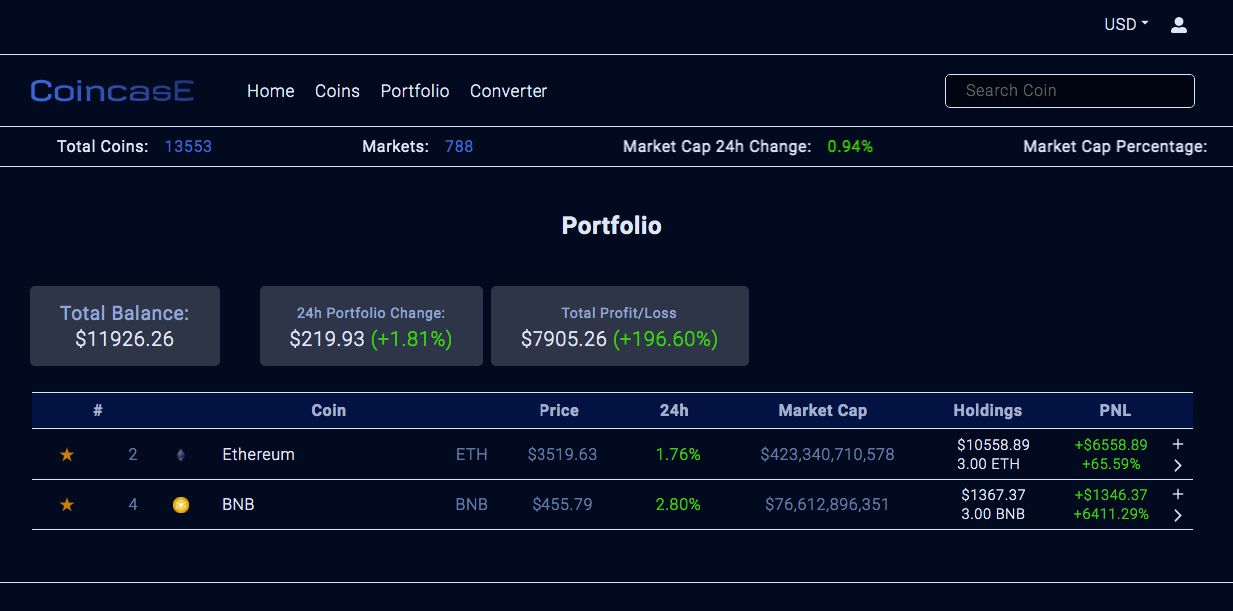 USD
CoincasE Home Coins Portfolio Converter Search Coin
Total Coins: 13553 Markets: 788 Market Cap 24h Change: 0.94% Market Cap Percentage:
Portfolio
Total Balance:
$11926.26
24h Portfolio Change:
$219.93 (+1.81%)
Total Profit/Loss
$7905.26 (+196.60%)
# Coin Price 24h Market Cap Holdings PNL
2 Ethereum ETH $3519.63 1.76% $423,340,710,578 $10558.89 +$6558.89 +
3.00 ETH +65.59%
4 BNB BNB $455.79 2.80% $76,612,896,351 $1367.37 +$1346.37 +
3.00 BNB +6411.29%